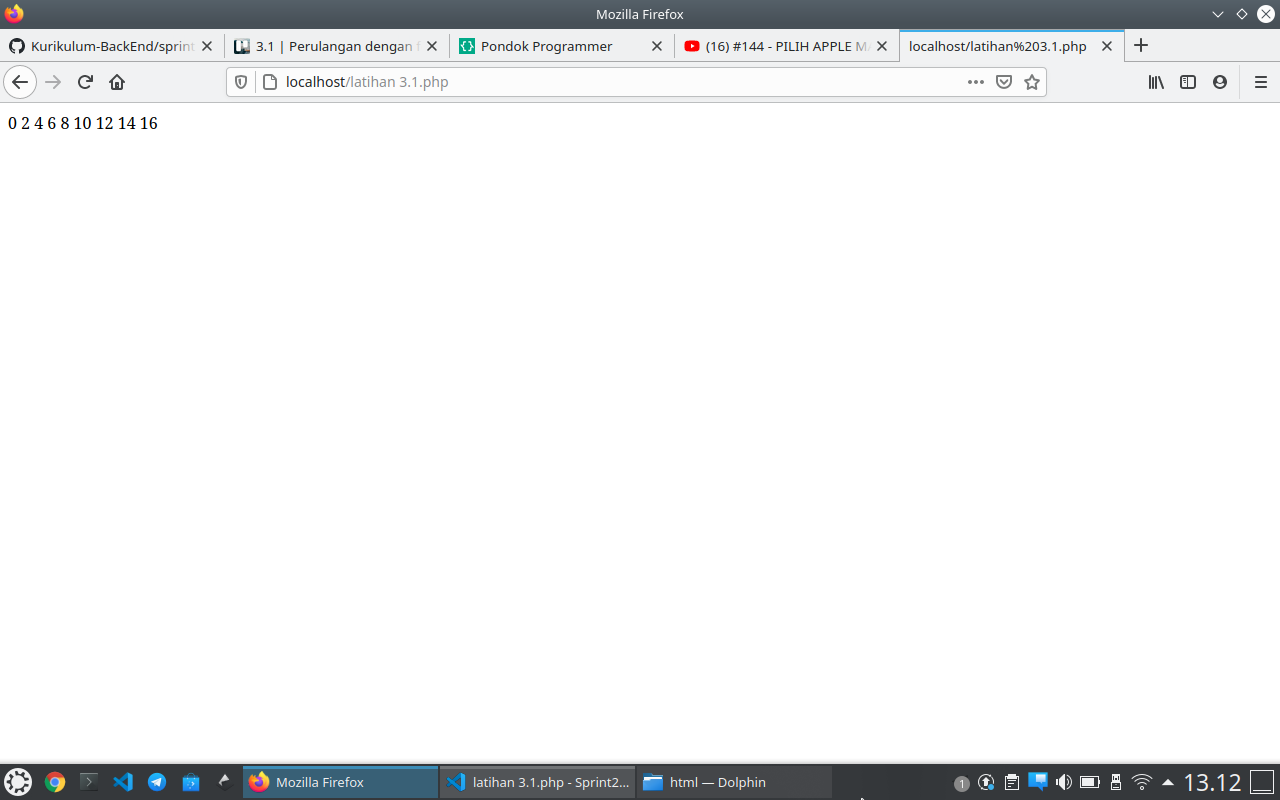 Mozilla Firefox
Kurikulum-BackEnd/sprint
3.1 | Perulangan dengan f
Pondok Programmer
(16) #144 - PILIH APPLE MA
localhost/latihan%203.1.php
localhost/latihan 3.1.php
0 2 4 6 8 10 12 14 16
Mozilla Firefox
latihan 3.1.php - Sprint2...
html — Dolphin
1
13.12